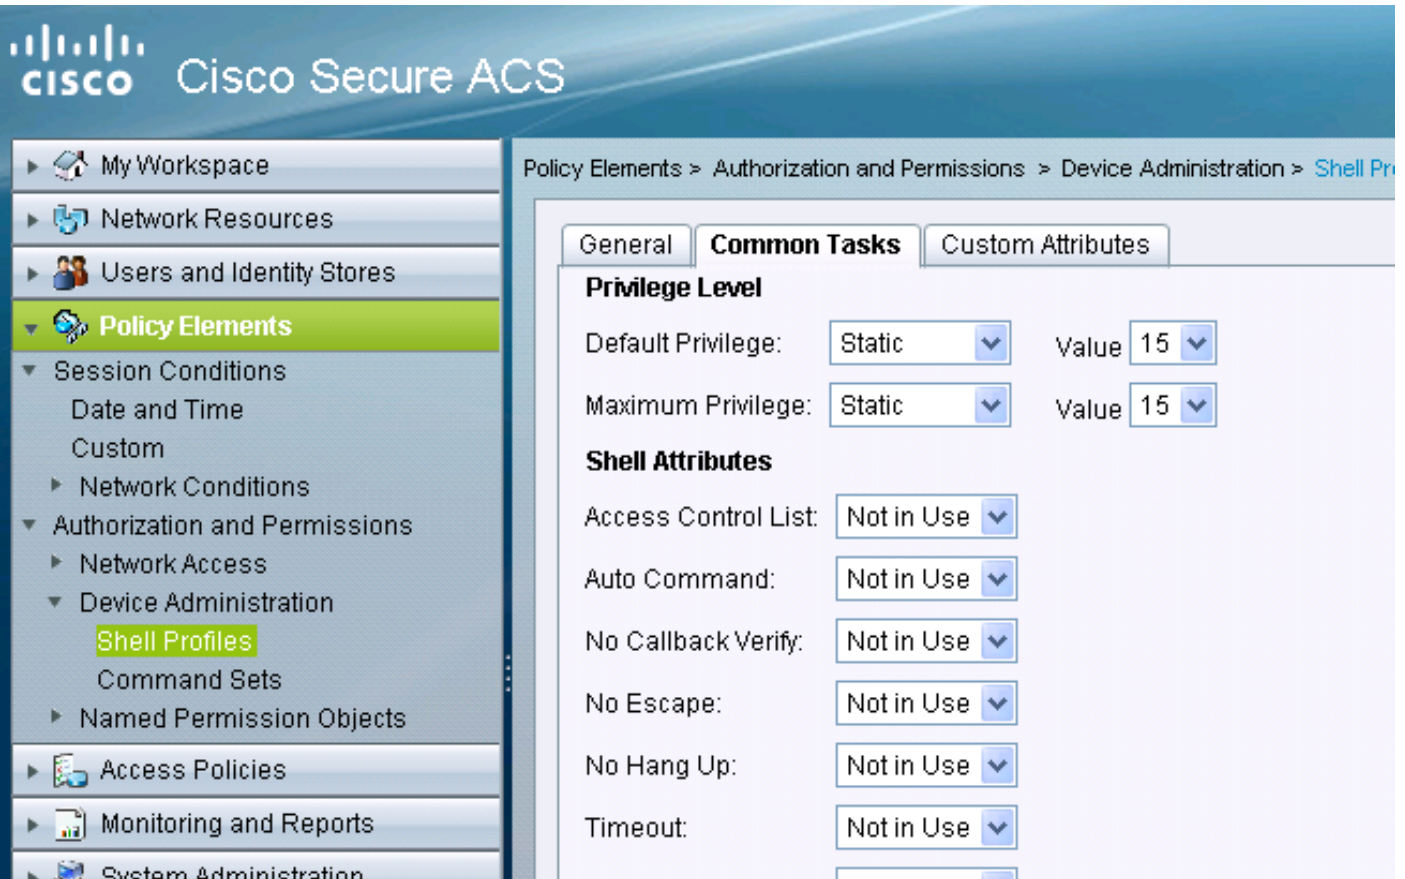 CISCO Cisco Secure ACS
My Workspace
Network Resources
Users and Identity Stores
Policy Elements
Session Conditions
Date and Time
Custom
Network Conditions
Authorization and Permissions
Network Access
Device Administration
Shell Profiles
Command Sets
Named Permission Objects
Access Policies
Monitoring and Reports
System Administration
Policy Elements > Authorization and Permissions > Device Administration > Shell
General Common Tasks Custom Attributes
Privilege Level
Default Privilege: Static Value 15
Maximum Privilege: Static Value 15
Shell Attributes
Access Control List: Not in Use
Auto Command: Not in Use
No Callback Verify: Not in Use
No Escape: Not in Use
No Hang Up: Not in Use
Timeout: Not in Use